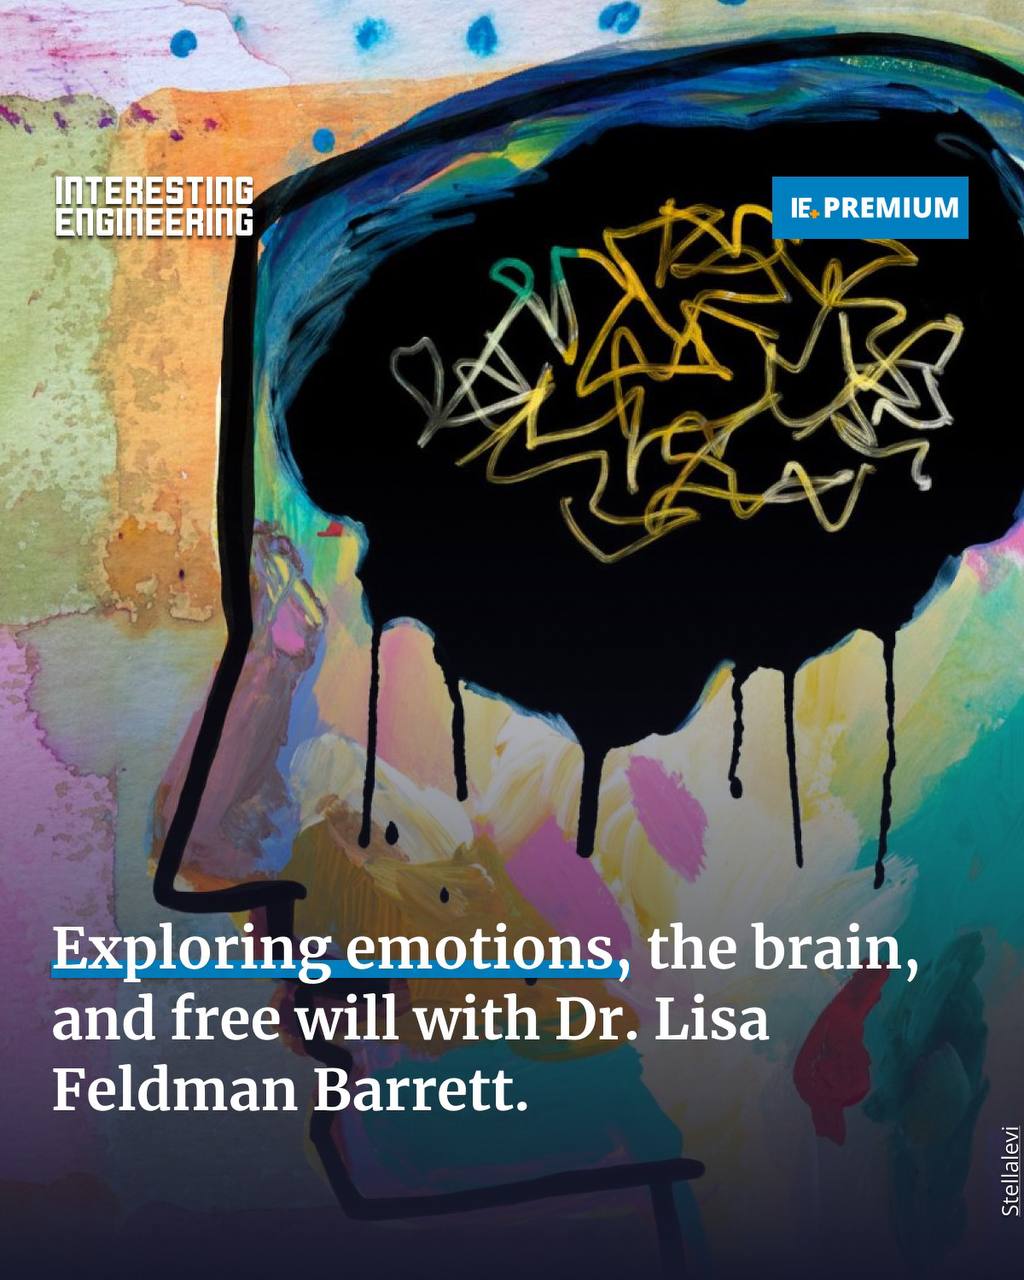 INTERESTING
ENGINEERING
IE+ PREMIUM
Exploring emotions, the brain,
and free will with Dr. Lisa
Feldman Barrett.
Stellalevi